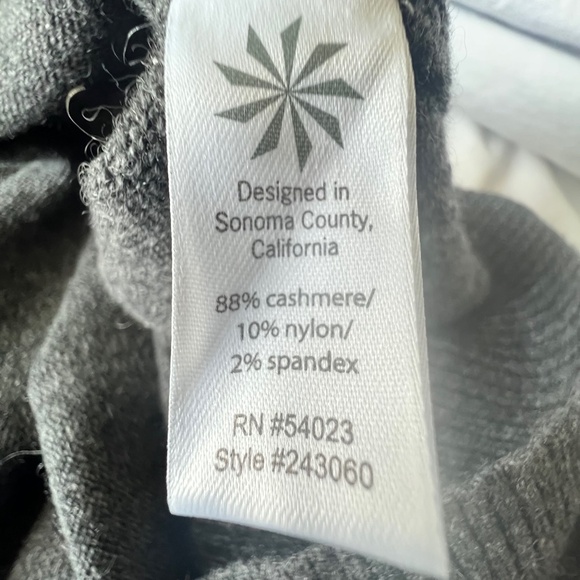 Designed in
Sonoma County,
California
88% cashmere/
10% nylon/
2% spandex
RN #54023
Style #243060